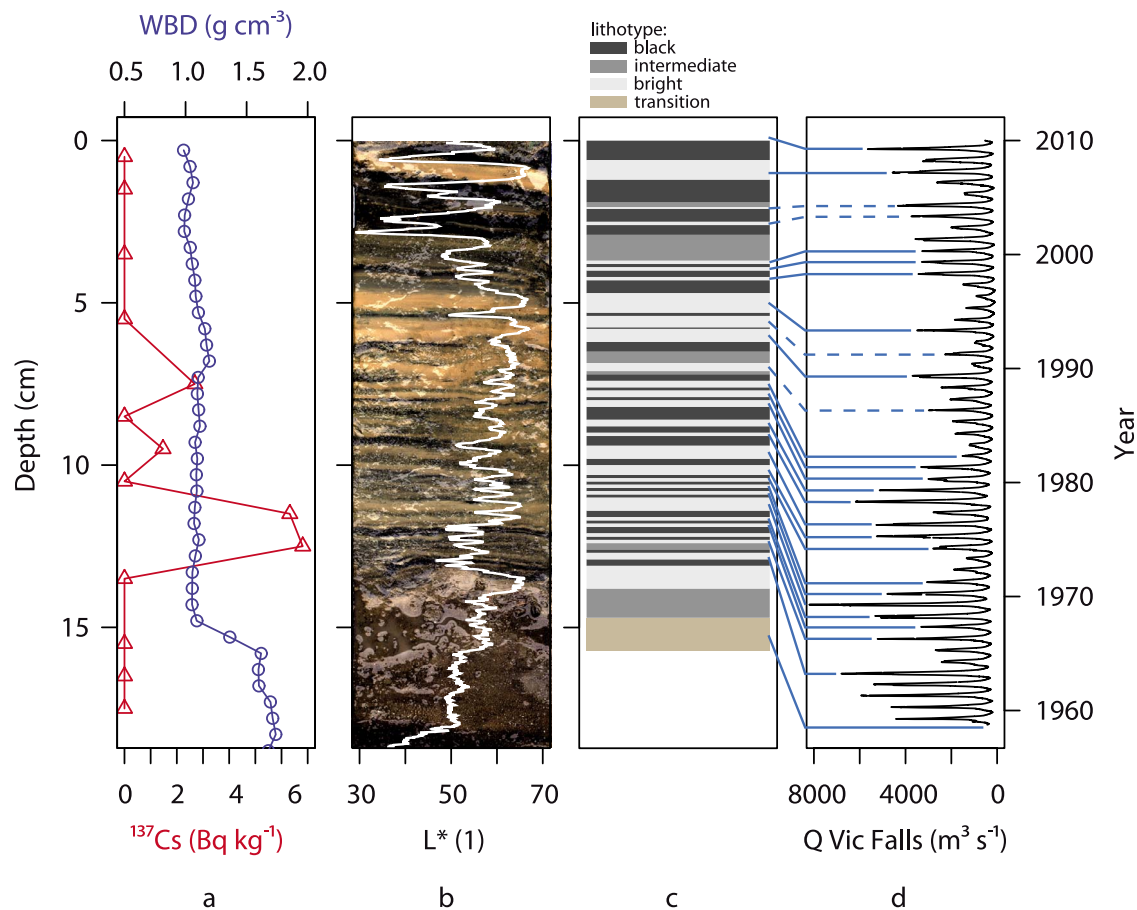 WBD (g cm⁻³)
0.5 1.0 1.5 2.0
lithotype:
black
intermediate
bright
transition
0
5
10
15
Depth (cm)
2010
2000
1990
1980
1970
1960
Year
0 2 4 6
30 40 50 70
8000 4000 0
¹³⁷Cs (Bq kg⁻¹)
L* (1)
Q Vic Falls (m³ s⁻¹)
a b c d